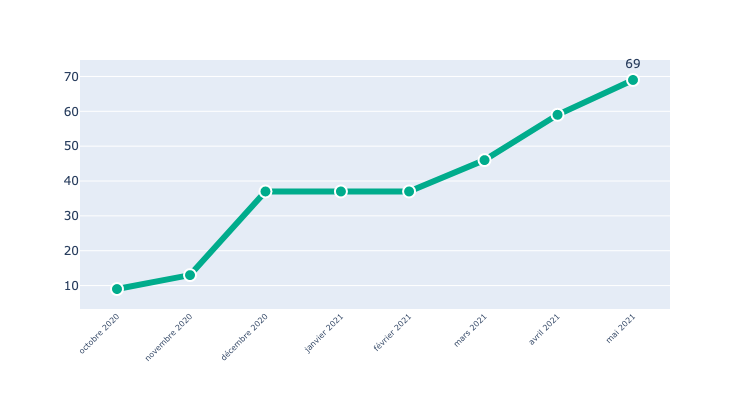 69
70
60
50
40
30
20
10
octobre 2020
novembre 2020
décembre 2020
janvier 2021
février 2021
mars 2021
avril 2021
mai 2021